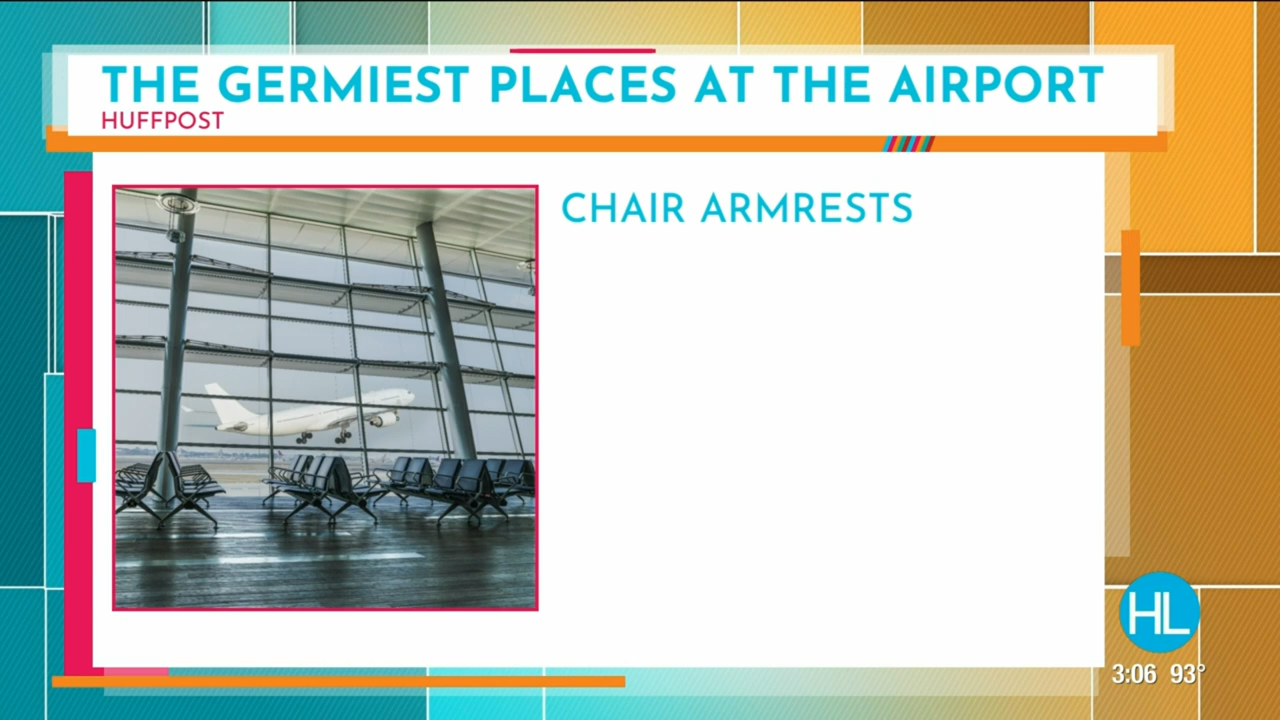 THE GERMIEST PLACES AT THE AIRPORT
HUFFPOST
CHAIR ARMRESTS
HL
3:06 93°